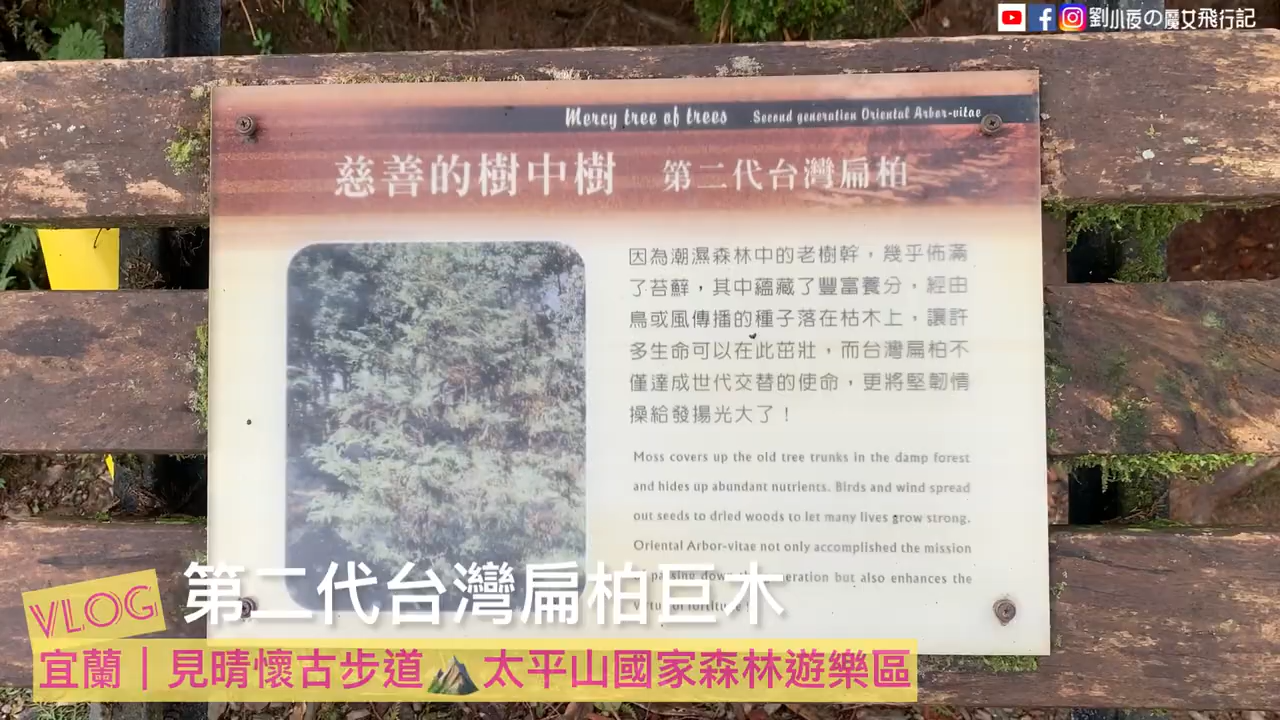 劉小夜の魔女飛行記
Mercy tree of trees Second generation Oriental Arbor-vitae
慈善的樹中樹 第二代台灣扁柏
因為潮濕森林中的老樹幹，幾乎佈滿
了苔蘚，其中蘊藏了豐富養分，經由
鳥或風傳播的種子落在枯木上，讓許
多生命可以在此茁壯，而台灣扁柏不
僅達成世代交替的使命，更將堅韌情
操給發揚光大了！
Moss covers up the old tree trunks in the damp forest
and hides up abundant nutrients. Birds and wind spread
out seeds to dried woods to let many lives grow strong.
Oriental Arbor-vitae not only accomplished the mission
passing down eration but also enhances the
第二代台灣扁柏巨木
VLOG
宜蘭｜見晴懷古步道 太平山國家森林遊樂區